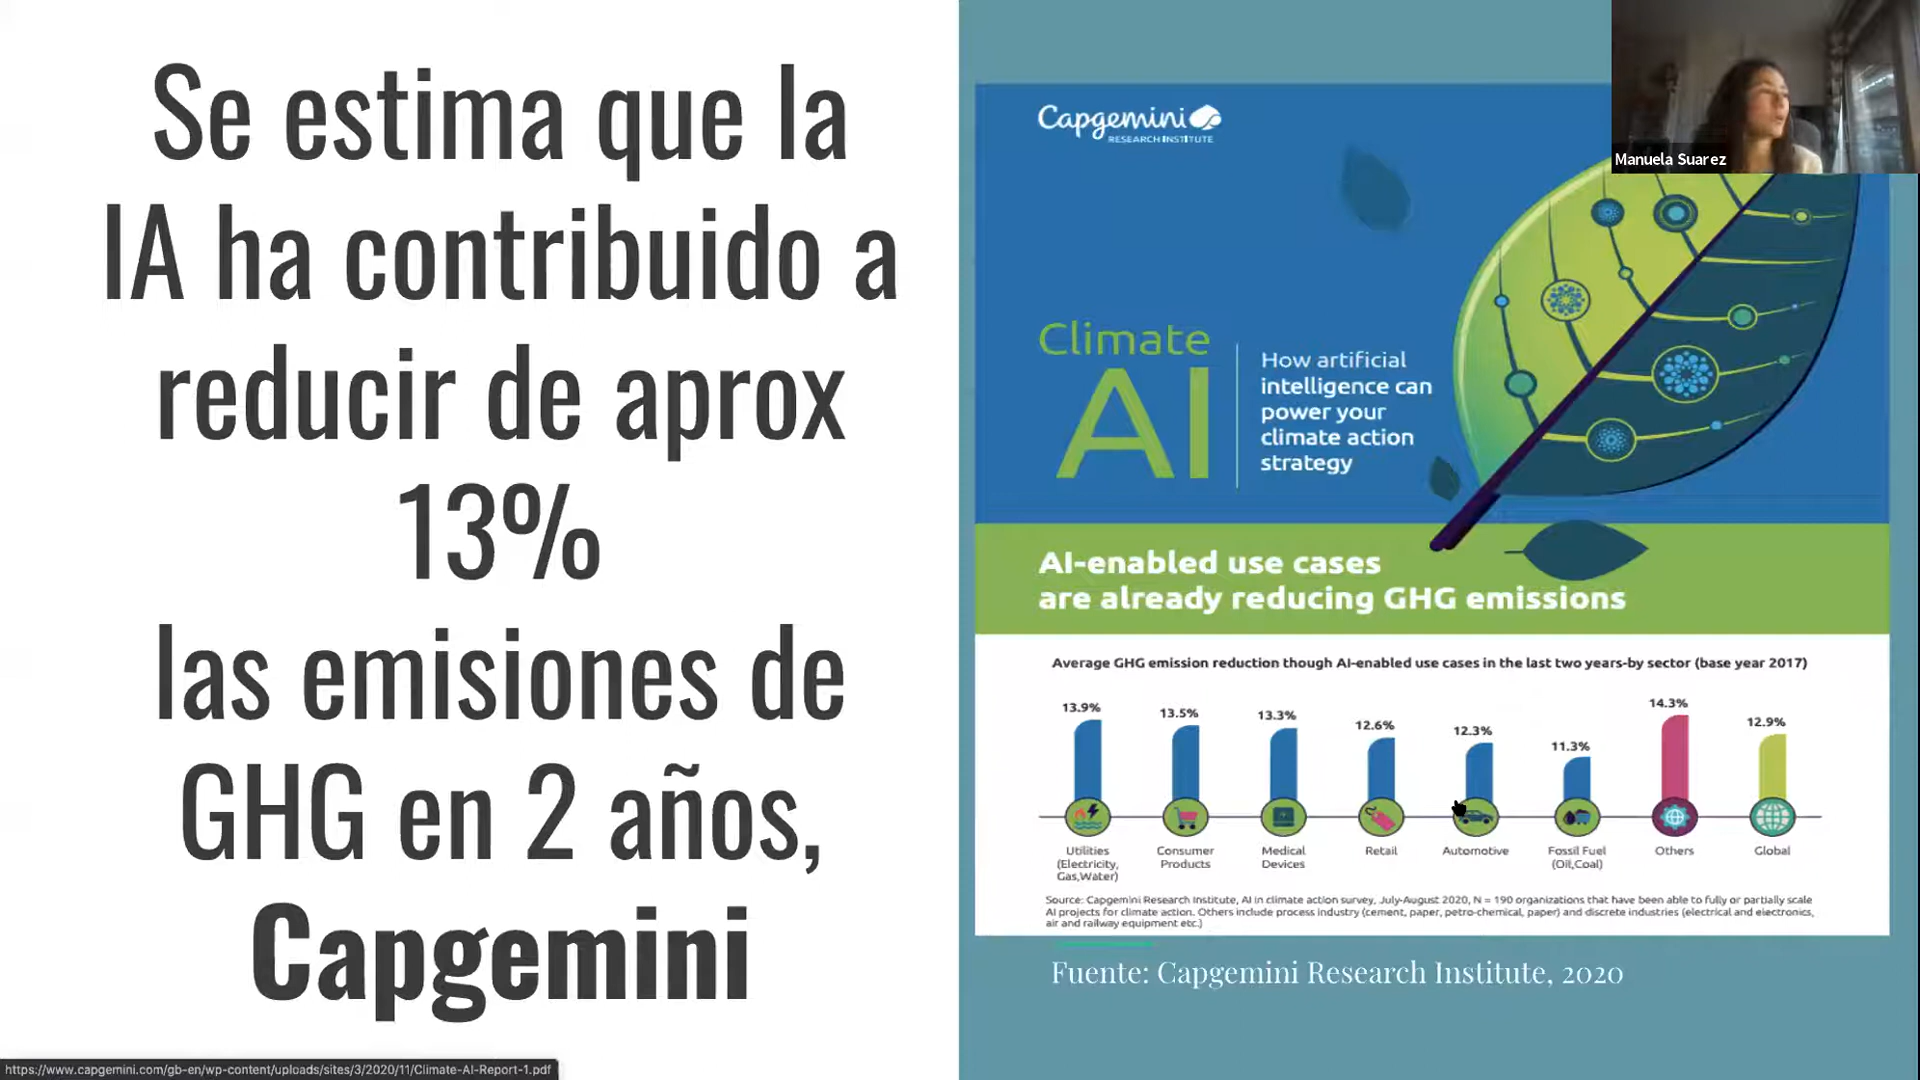 Se estima que la
IA ha contribuido a
reducir de aprox
13%
las emisiones de
GHG en 2 años,
Capgemini
Capgemini
RESEARCH INSTITUTE
Manuela Suarez
Climate
AI
How artificial
intelligence can
power your
climate action
strategy
AI-enabled use cases
are already reducing GHG emissions
Average GHG emission reduction though AI-enabled use cases in the last two years-by sector (base year 2017)
13.9%
13.5%
13.3%
12.6%
12.3%
11.3%
14.3%
12.9%
Utilities
(Electricity,
Gas,Water)
Consumer
Products
Medical
Devices
Retail
Automotive
Fossil Fuel
(Oil,Coal)
Others
Global
Source: Capgemini Research Institute, AI in climate action survey, July-August 2020, N = 190 organizations that have been able to fully or partially scale
AI projects for climate action. Others include process industry (cement, paper, petro-chemical, paper) and discrete industries (electrical and electronics,
air and railway equipment etc.)
Fuente: Capgemini Research Institute, 2020
https://www.capgemini.com/gb-en/wp-content/uploads/sites/3/2020/11/Climate-AI-Report-1.pdf